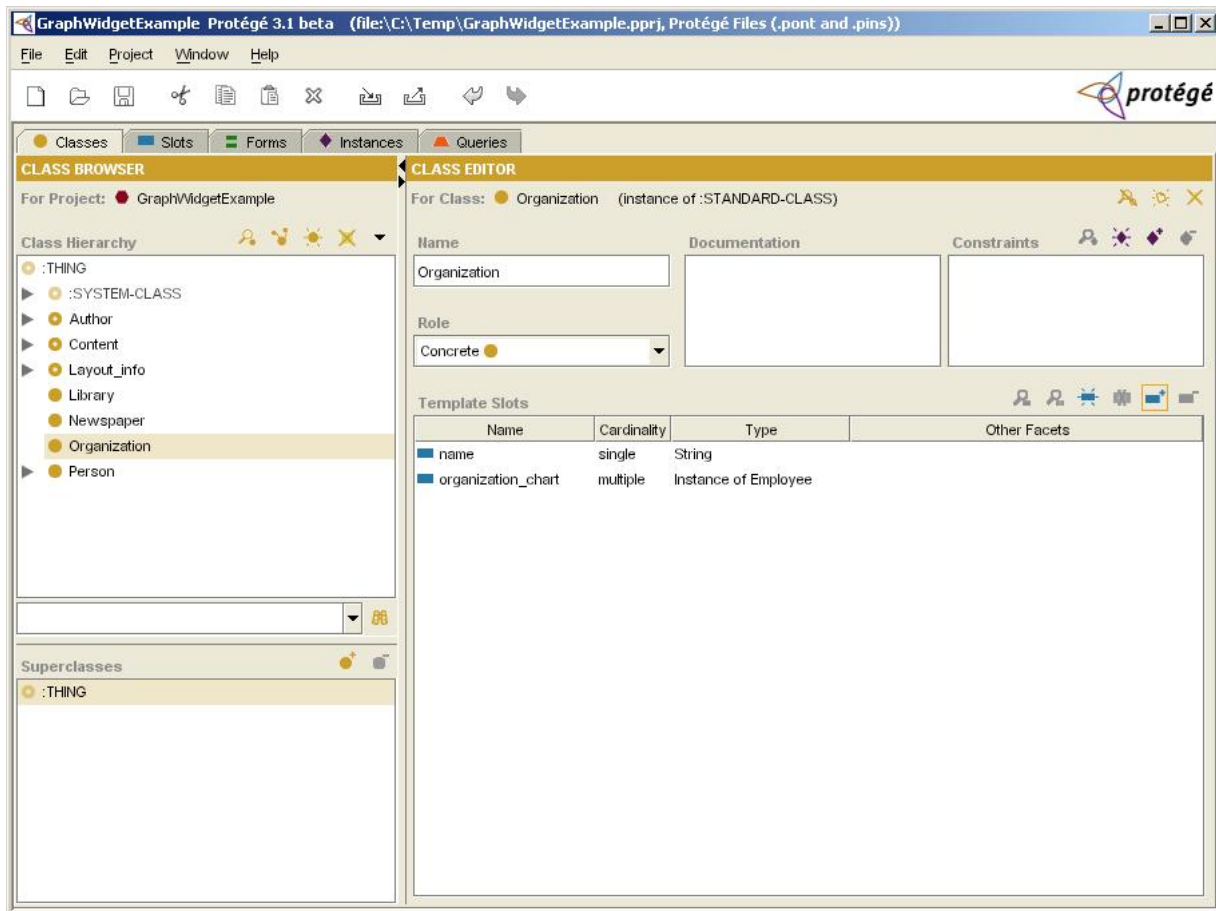 GraphWidgetExample Protégé 3.1 beta (file:\C:\Temp\GraphWidgetExample.pprj, Protégé Files (.pont and .pins))
File Edit Project Window Help
protégé
Classes Slots Forms Instances Queries
CLASS BROWSER
For Project: GraphWidgetExample
Class Hierarchy
:THING
:SYSTEM-CLASS
Author
Content
Layout_info
Library
Newspaper
Organization
Person
Superclasses
:THING
CLASS EDITOR
For Class: Organization (instance of :STANDARD-CLASS)
Name Documentation Constraints
Organization
Role
Concrete
Template Slots
Name Cardinality Type Other Facets
name single String
organization_chart multiple Instance of Employee